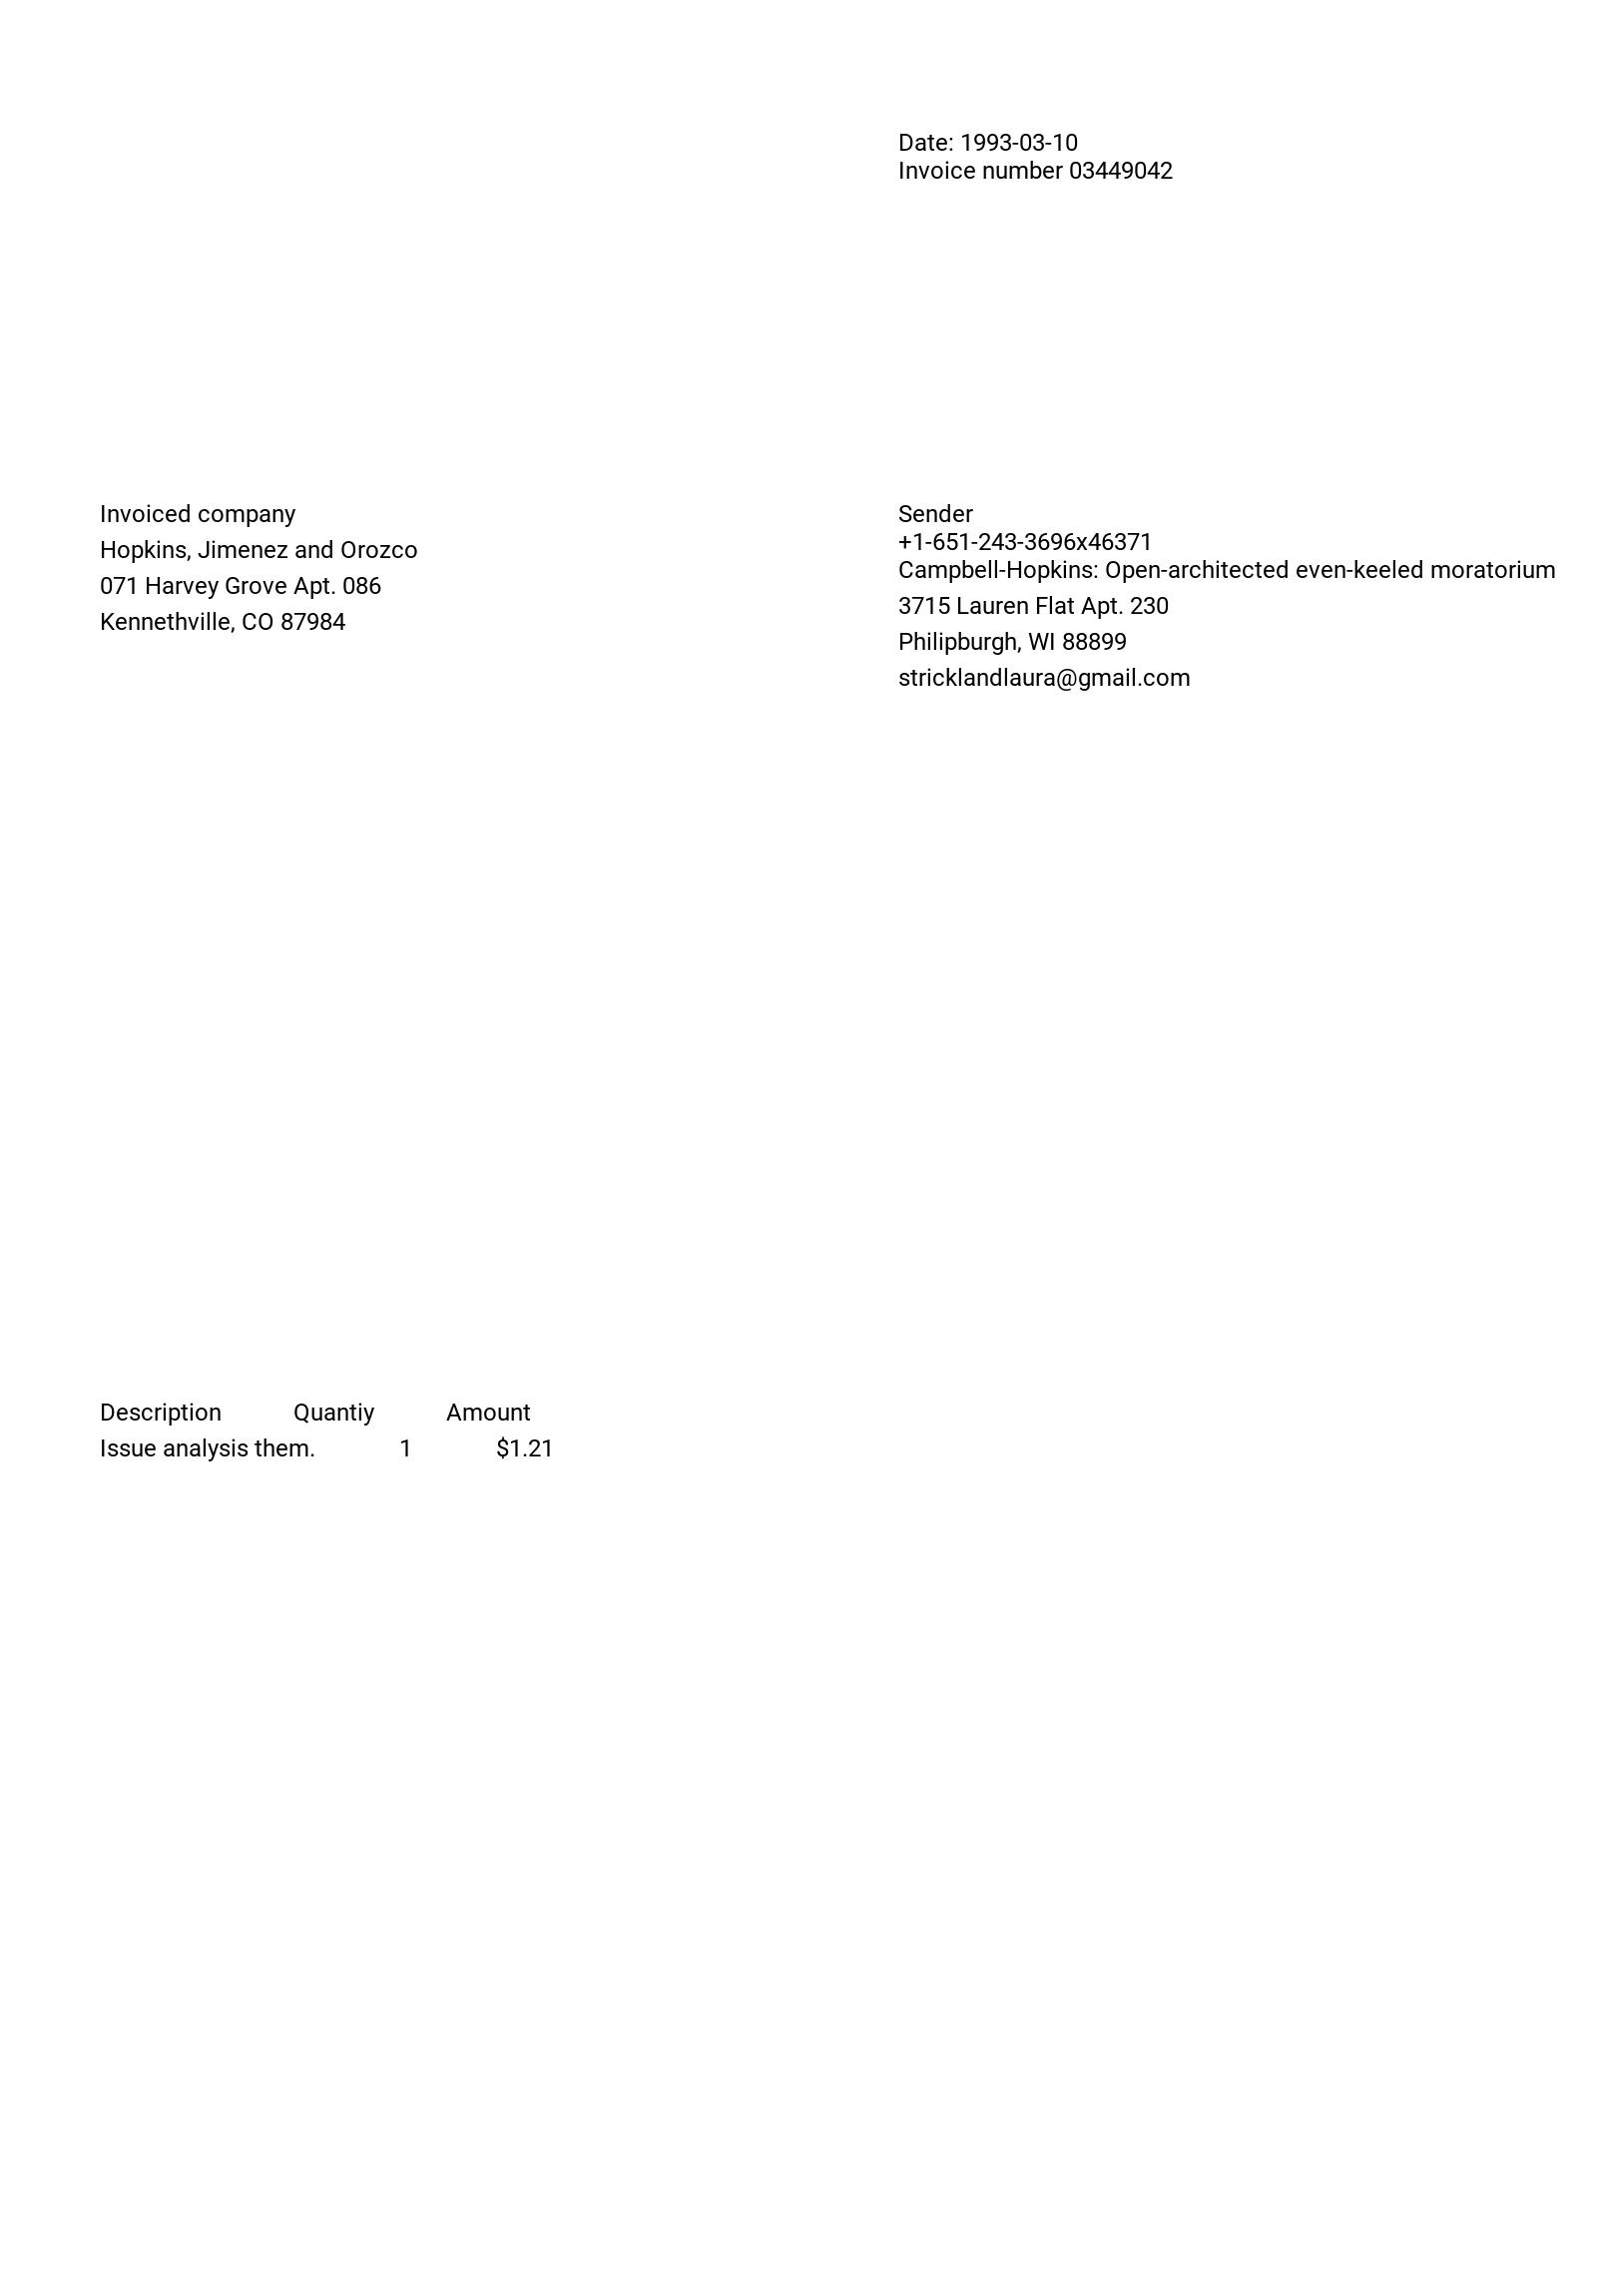 Date: 1993-03-10
Invoice number 03449042
Invoiced company
Hopkins, Jimenez and Orozco
071 Harvey Grove Apt. 086
Kennethville, CO 87984
Sender
+1-651-243-3696x46371
Campbell-Hopkins: Open-architected even-keeled moratorium
3715 Lauren Flat Apt. 230
Philipburgh, WI 88899
stricklandlaura@gmail.com
Description Quantiy Amount
Issue analysis them. 1 $1.21